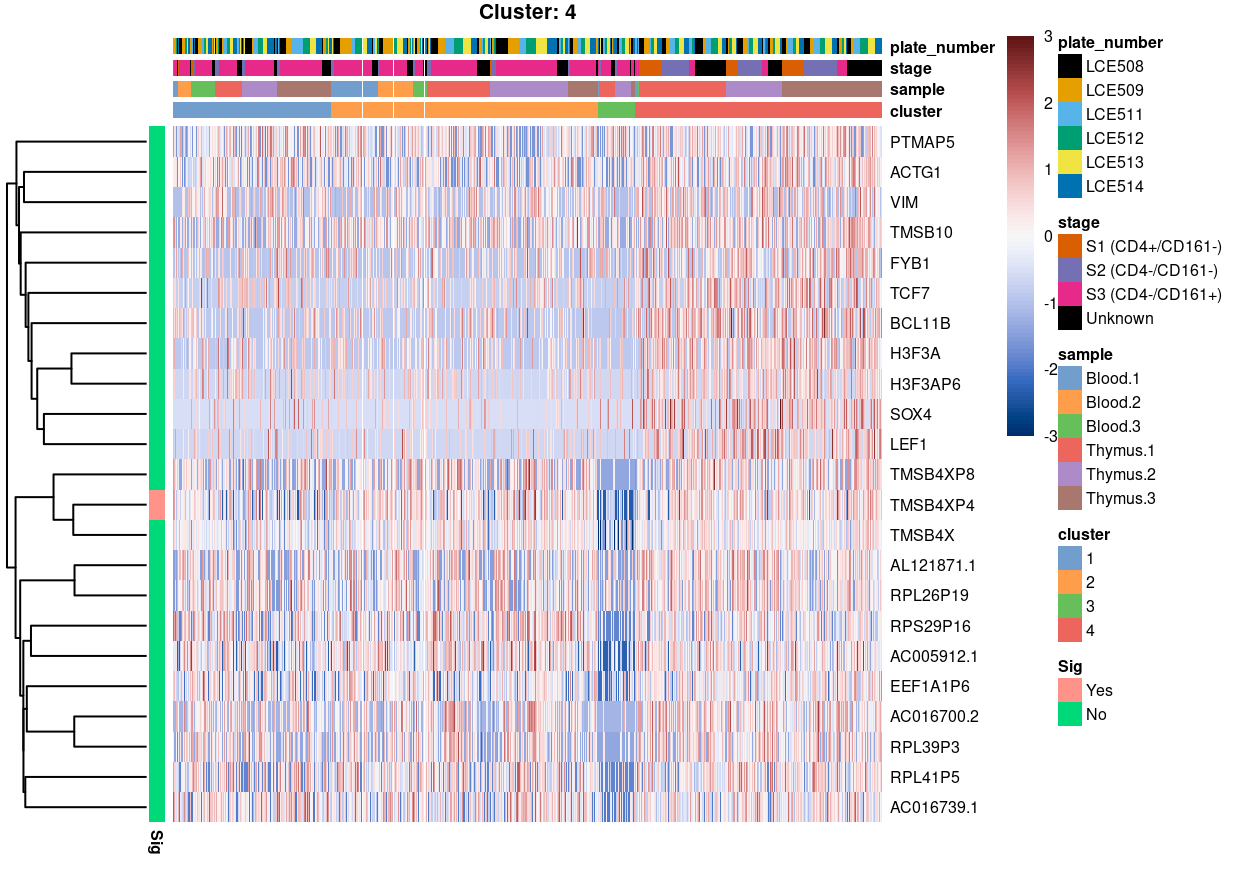 Cluster: 4
plate_number
stage
sample
cluster
PTMAP5
ACTG1
VIM
TMSB10
FYB1
TCF7
BCL11B
H3F3A
H3F3AP6
SOX4
LEF1
TMSB4XP8
TMSB4XP4
TMSB4X
AL121871.1
RPL26P19
RPS29P16
AC005912.1
EEF1A1P6
AC016700.2
RPL39P3
RPL41P5
AC016739.1
Sig
3
2
1
0
-1
-2
-3
plate_number
LCE508
LCE509
LCE511
LCE512
LCE513
LCE514
stage
S1 (CD4+/CD161-)
S2 (CD4-/CD161-)
S3 (CD4-/CD161+)
Unknown
sample
Blood.1
Blood.2
Blood.3
Thymus.1
Thymus.2
Thymus.3
cluster
1
2
3
4
Sig
Yes
No